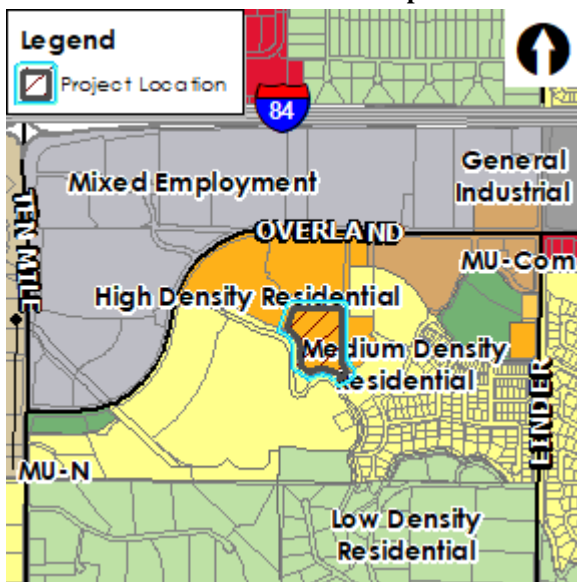 Legend
Project Location
84
Mixed Employment
General
Industrial
TEN MILE
OVERLAND
MU-Com
High Density Residential
Medium Density
Residential
LINDER
MU-N
Low Density
Residential